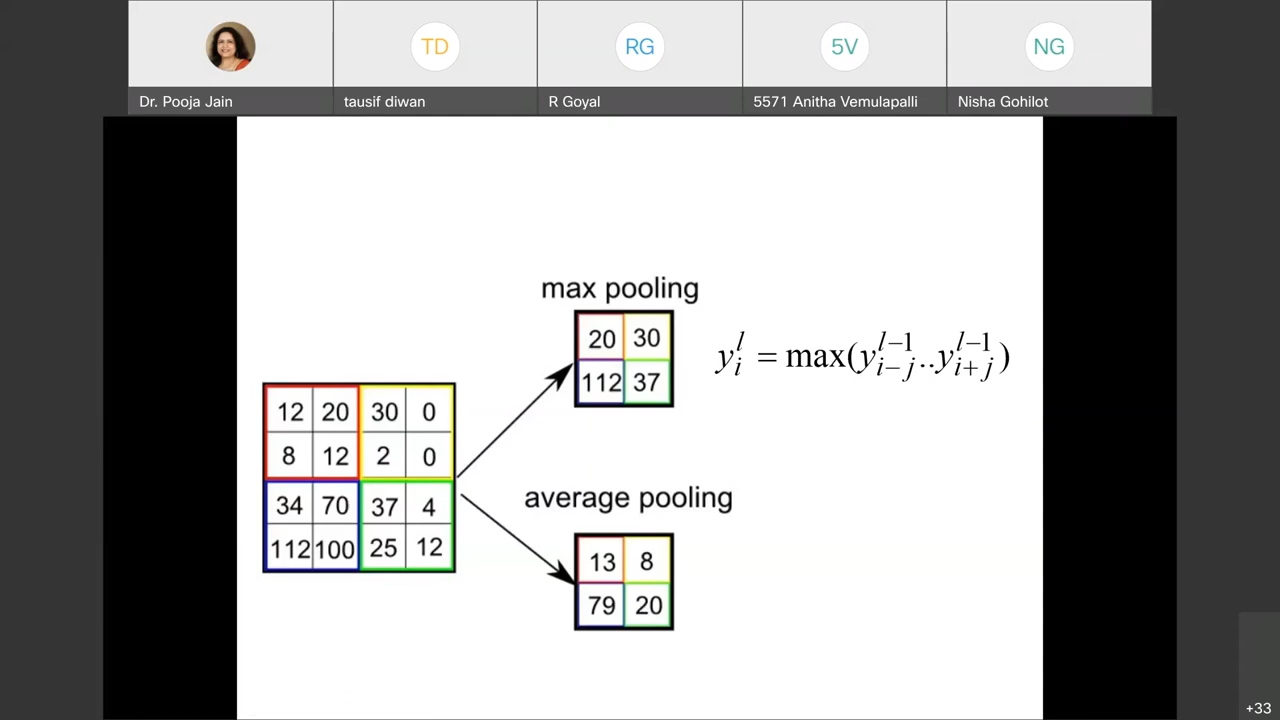 TD
RG
5V
NG
Dr. Pooja Jain
tausif diwan
R Goyal
5571 Anitha Vemulapalli
Nisha Gohilot
max pooling
20 30
112 37
y_i^l = max(y_{i-j}^{l-1}..y_{i+j}^{l-1})
12 20 30 0
8 12 2 0
34 70 37 4
112 100 25 12
average pooling
13 8
79 20
+33